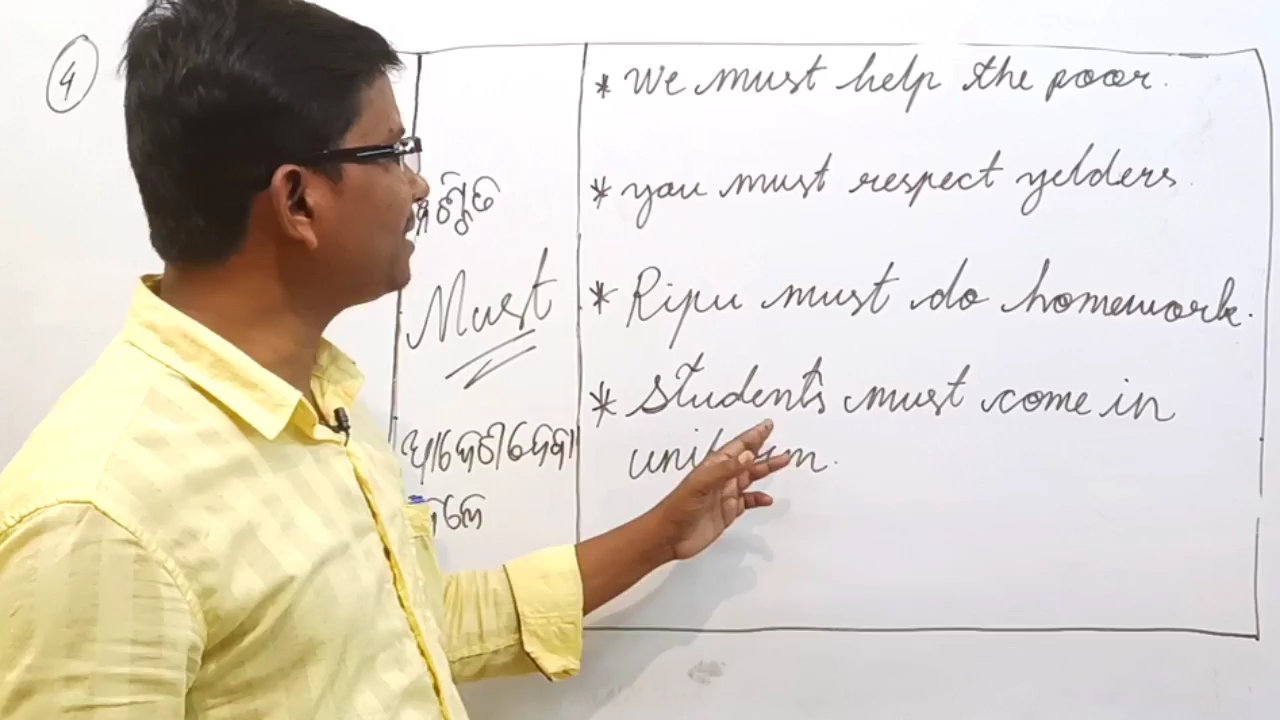 4
* We must help the poor.
* you must respect yelders.
* Ripu must do homework.
* Students must come in
uniform.
Must
ଆଦେଶ ଦେବା